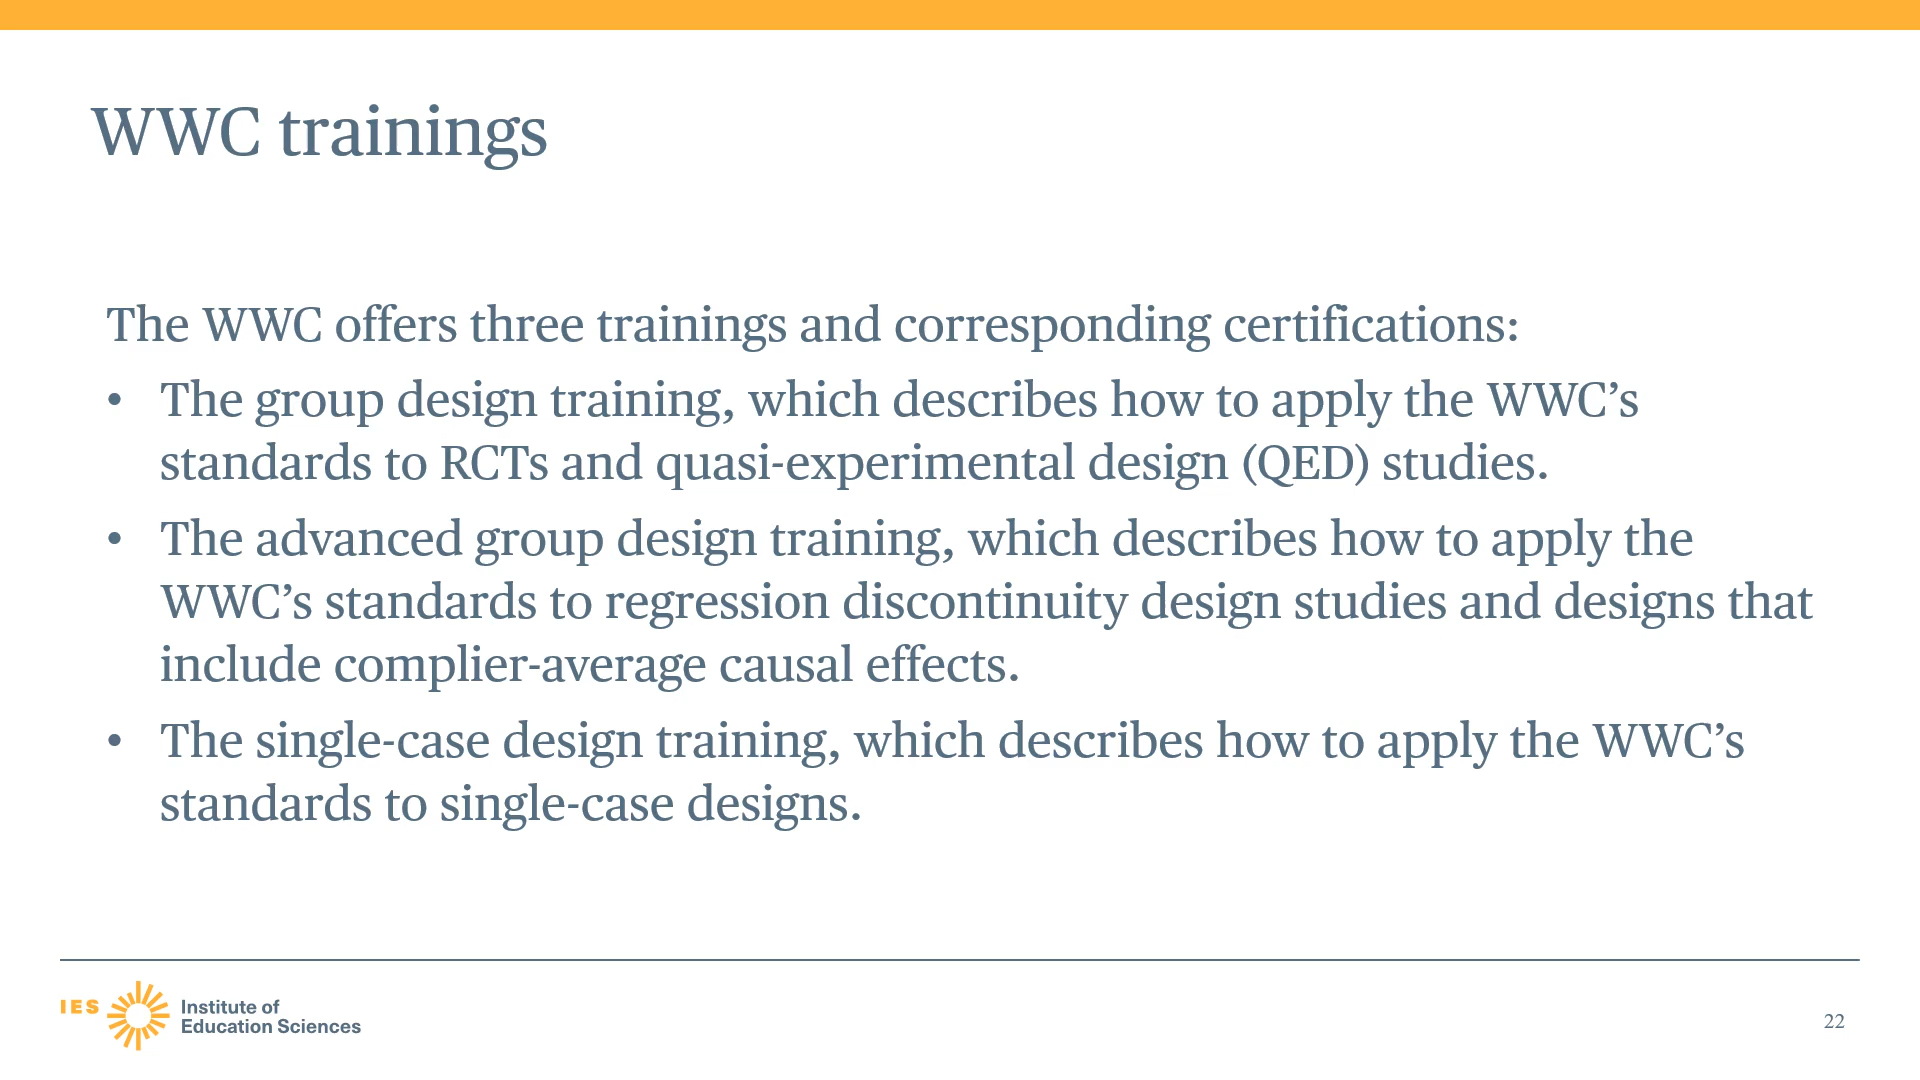 WWC trainings
The WWC offers three trainings and corresponding certifications:
• The group design training, which describes how to apply the WWC’s
standards to RCTs and quasi-experimental design (QED) studies.
• The advanced group design training, which describes how to apply the
WWC’s standards to regression discontinuity design studies and designs that
include complier-average causal effects.
• The single-case design training, which describes how to apply the WWC’s
standards to single-case designs.
IES
Institute of
Education Sciences
22